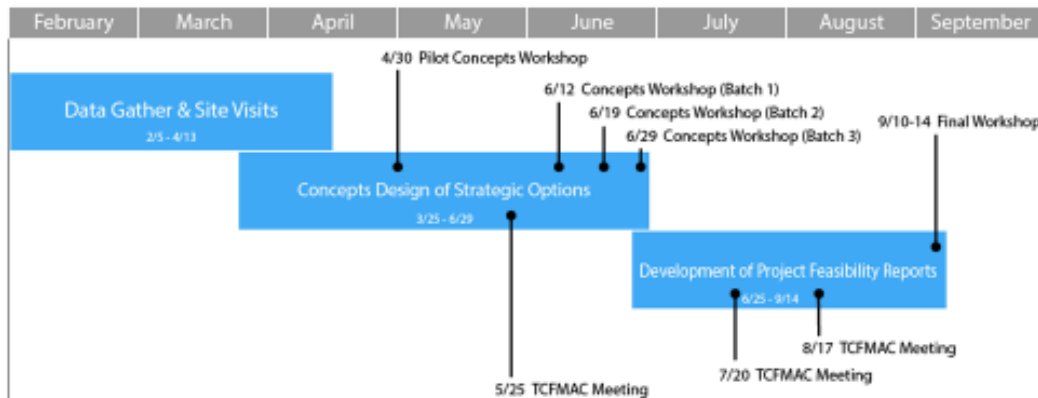 February March April May June July August September
4/30 Pilot Concepts Workshop
6/12 Concepts Workshop (Batch 1)
6/19 Concepts Workshop (Batch 2)
6/29 Concepts Workshop (Batch 3)
9/10-14 Final Workshop
Data Gather & Site Visits
2/5 - 4/13
Concepts Design of Strategic Options
3/25 - 6/29
Development of Project Feasibility Reports
6/25 - 9/14
8/17 TCFMAC Meeting
7/20 TCFMAC Meeting
5/25 TCFMAC Meeting